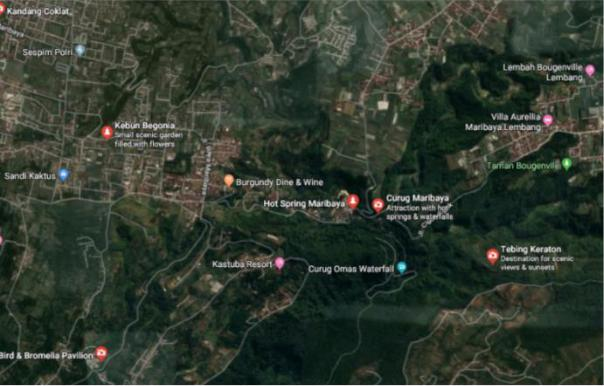 Kandang Coklat
Sespim Polri
Lembah Bougenville
Lembang
Kebun Begonia
Small scenic garden
filled with flowers
Villa Aurellia
Maribaya Lembang
Taman Bougenville
Sandi Kaktus
Burgundy Dine & Wine
Hot Spring Maribaya
Curug Maribaya
Attraction with hot
springs & waterfalls
Tebing Keraton
Destination for scenic
views & sunsets
Kastuba Resort
Curug Omas Waterfall
Bird & Bromelia Pavilion